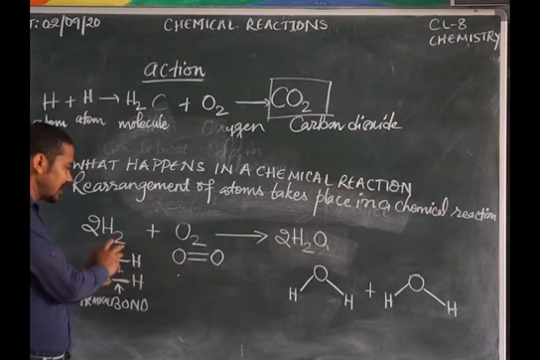 T: 02/09/20 CHEMICAL REACTIONS CL-8
CHEMISTRY
action
H + H → H₂ C + O₂ → CO₂
atom atom molecule Oxygen Carbon dioxide
WHAT HAPPENS IN A CHEMICAL REACTION
Rearrangement of atoms takes place in a chemical reaction
2H₂ + O₂ → 2H₂O
O=O
H
H
BOND
O + O
H H H H